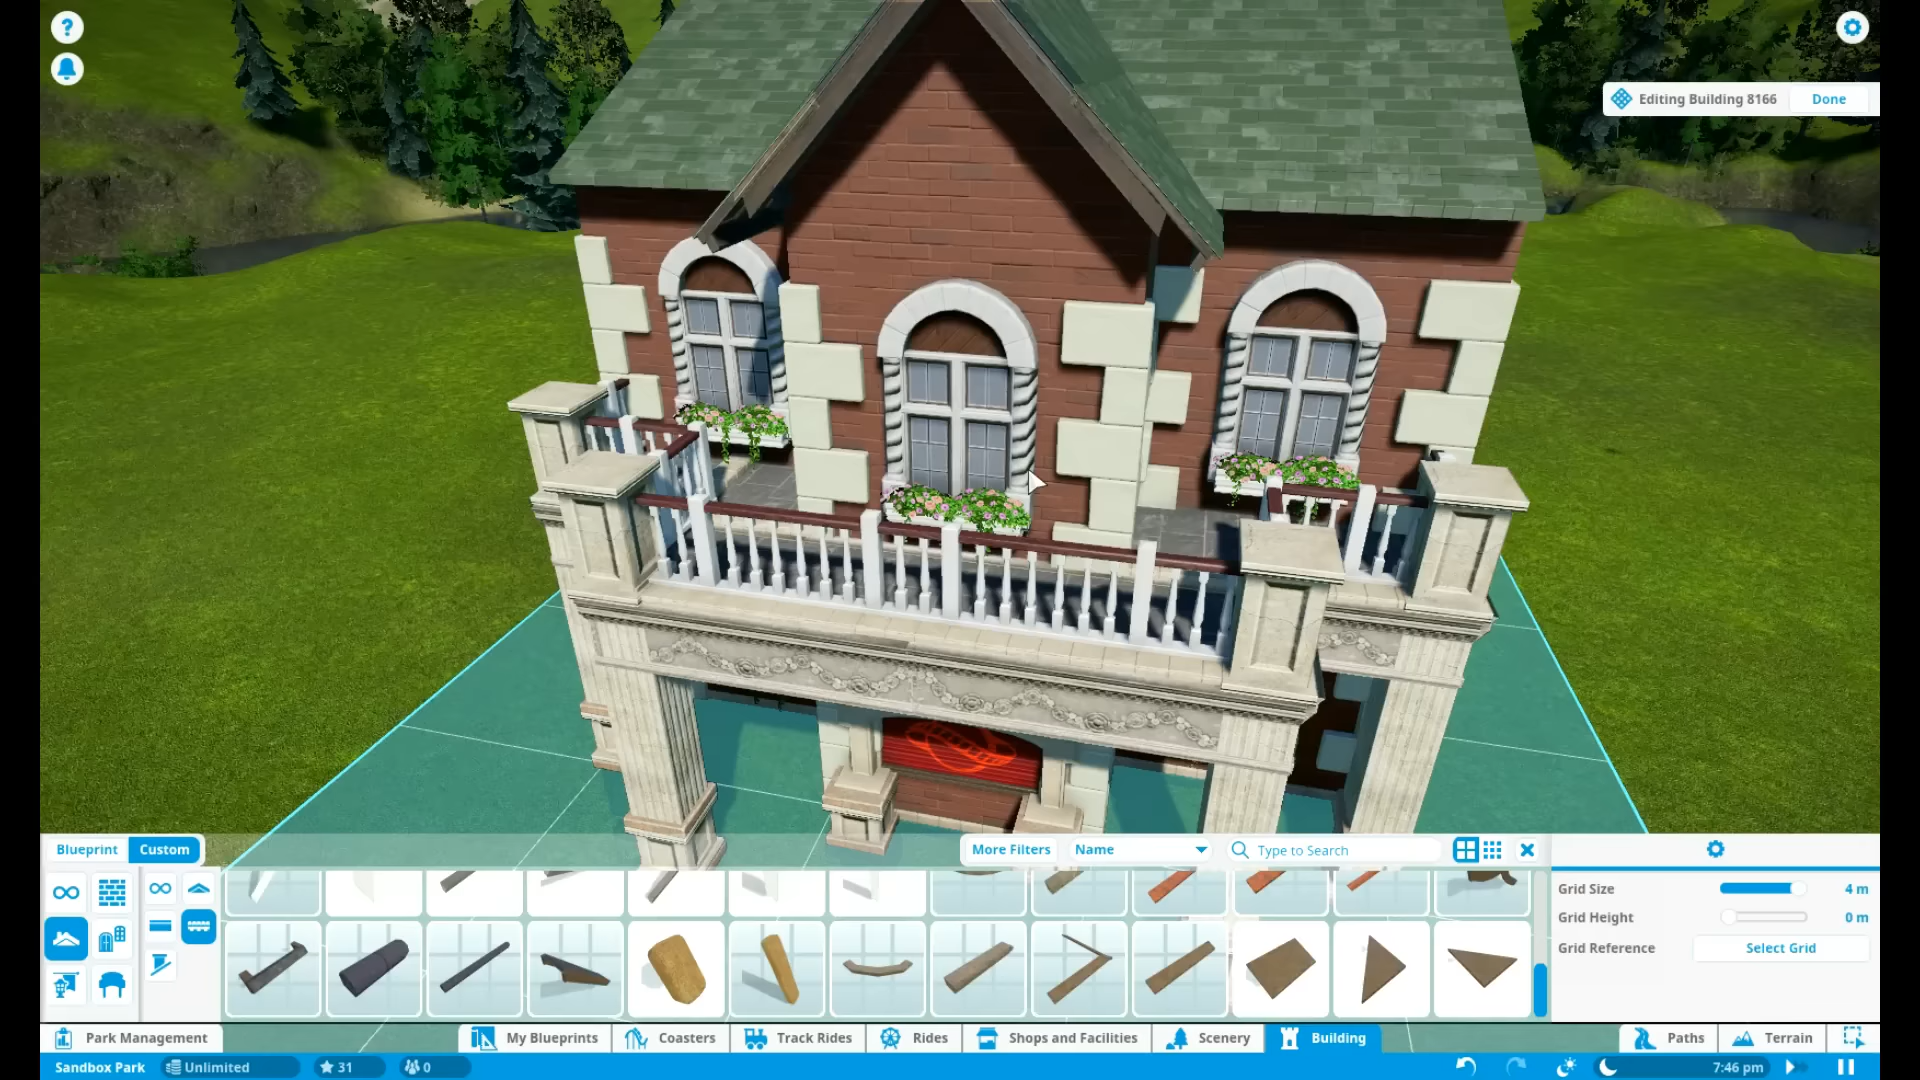 ?
Editing Building 8166
Done
Blueprint
Custom
More Filters
Name
Type to Search
Grid Size
4 m
Grid Height
0 m
Grid Reference
Select Grid
Park Management
My Blueprints
Coasters
Track Rides
Rides
Shops and Facilities
Scenery
Building
Paths
Terrain
Sandbox Park
Unlimited
31
0
7:46 pm